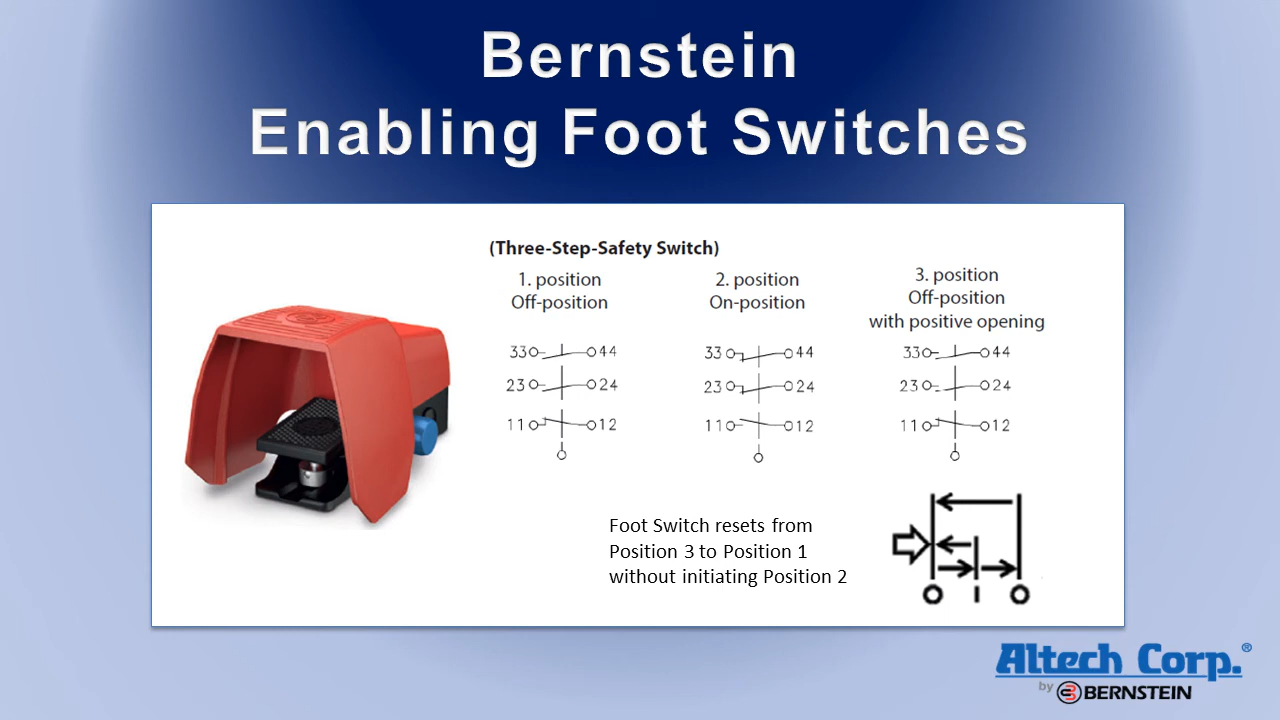 Bernstein
Enabling Foot Switches
(Three-Step-Safety Switch)
1. position
Off-position
2. position
On-position
3. position
Off-position
with positive opening
33 44
23 24
11 12
33 44
23 24
11 12
33 44
23 24
11 12
Foot Switch resets from
Position 3 to Position 1
without initiating Position 2
O I O
Altech Corp.®
by BERNSTEIN